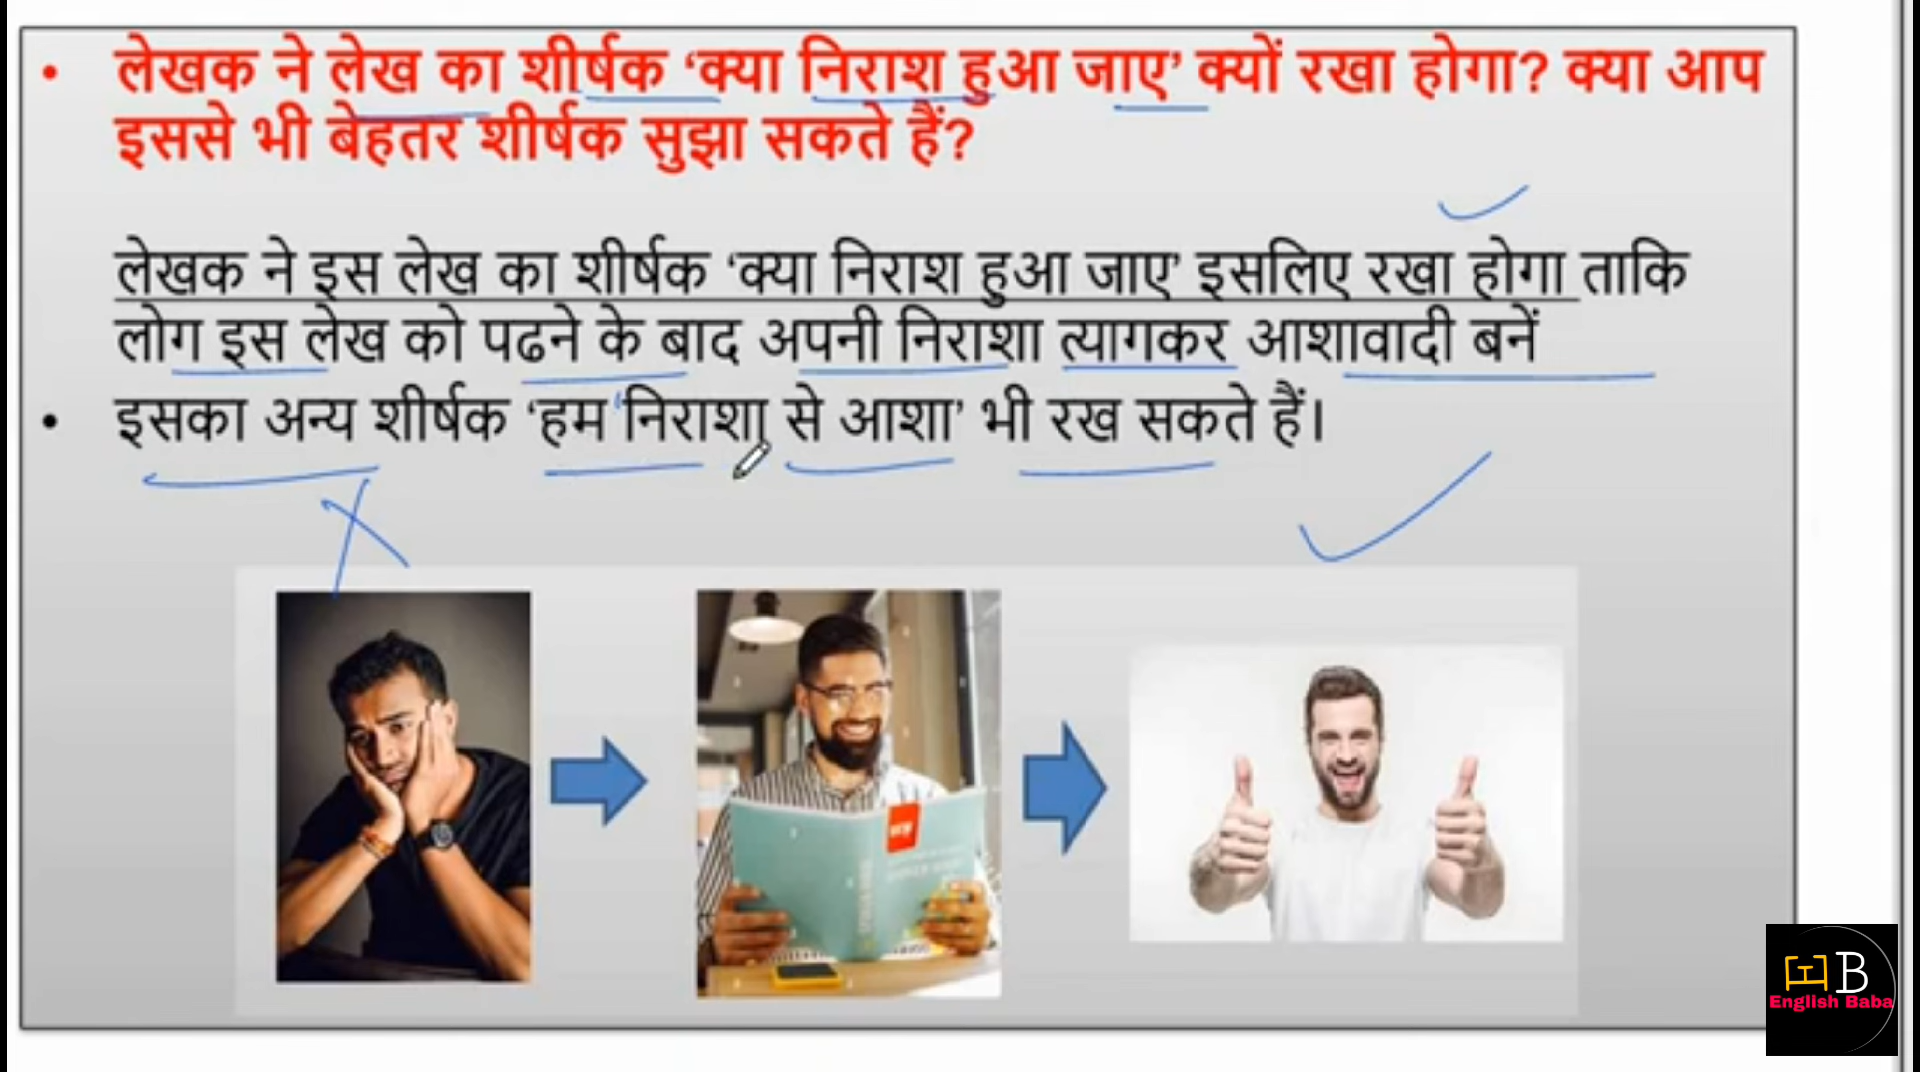 • लेखक ने लेख का शीर्षक ‘क्या निराश हुआ जाए’ क्यों रखा होगा? क्या आप
इससे भी बेहतर शीर्षक सुझा सकते हैं?
लेखक ने इस लेख का शीर्षक ‘क्या निराश हुआ जाए’ इसलिए रखा होगा ताकि
लोग इस लेख को पढने के बाद अपनी निराशा त्यागकर आशावादी बनें
• इसका अन्य शीर्षक ‘हम निराशा से आशा’ भी रख सकते हैं।
B
English Baba